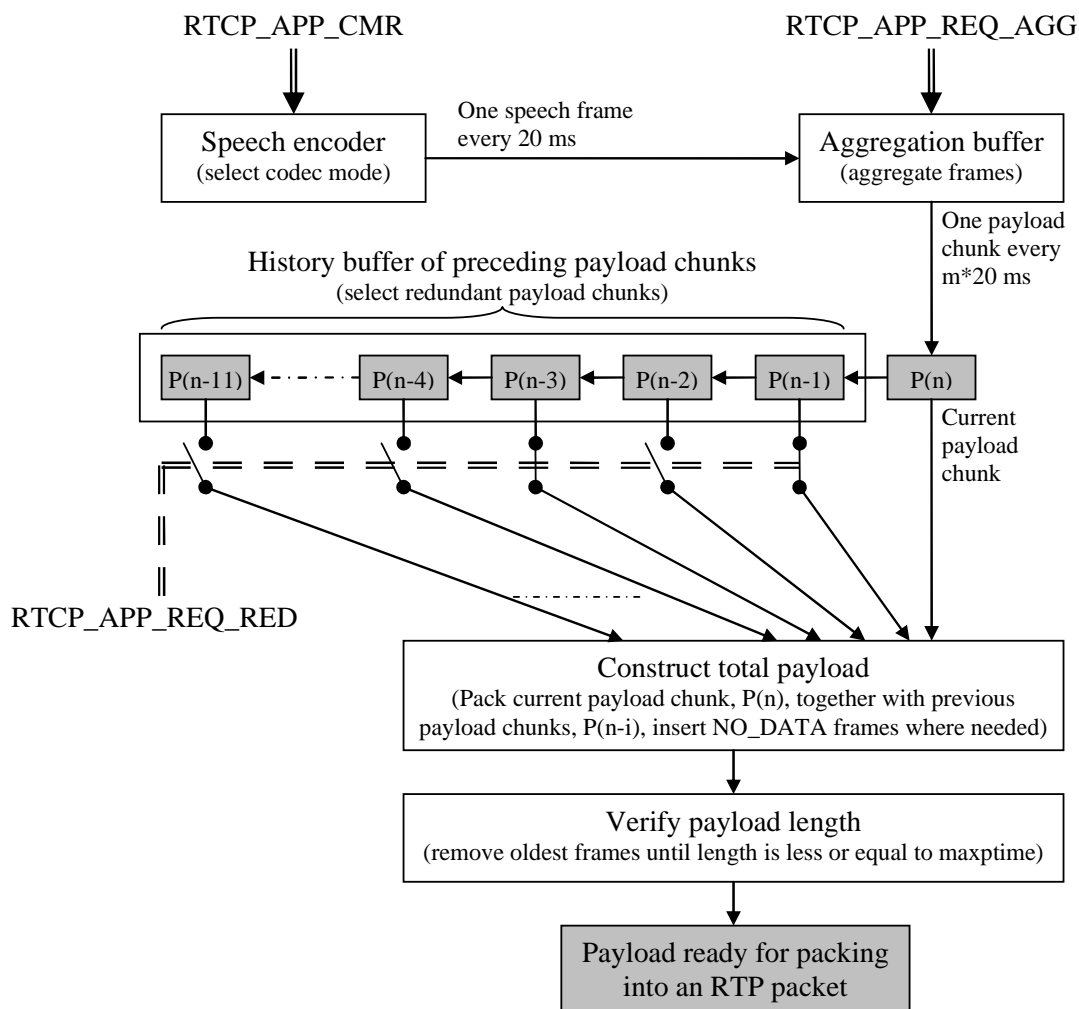 RTCP_APP_CMR
RTCP_APP_REQ_AGG
One speech frame
every 20 ms
Speech encoder
(select codec mode)
Aggregation buffer
(aggregate frames)
One payload
chunk every
m*20 ms
History buffer of preceding payload chunks
(select redundant payload chunks)
P(n-11)
P(n-4)
P(n-3)
P(n-2)
P(n-1)
P(n)
Current
payload
chunk
RTCP_APP_REQ_RED
Construct total payload
(Pack current payload chunk, P(n), together with previous
payload chunks, P(n-i), insert NO_DATA frames where needed)
Verify payload length
(remove oldest frames until length is less or equal to maxptime)
Payload ready for packing
into an RTP packet